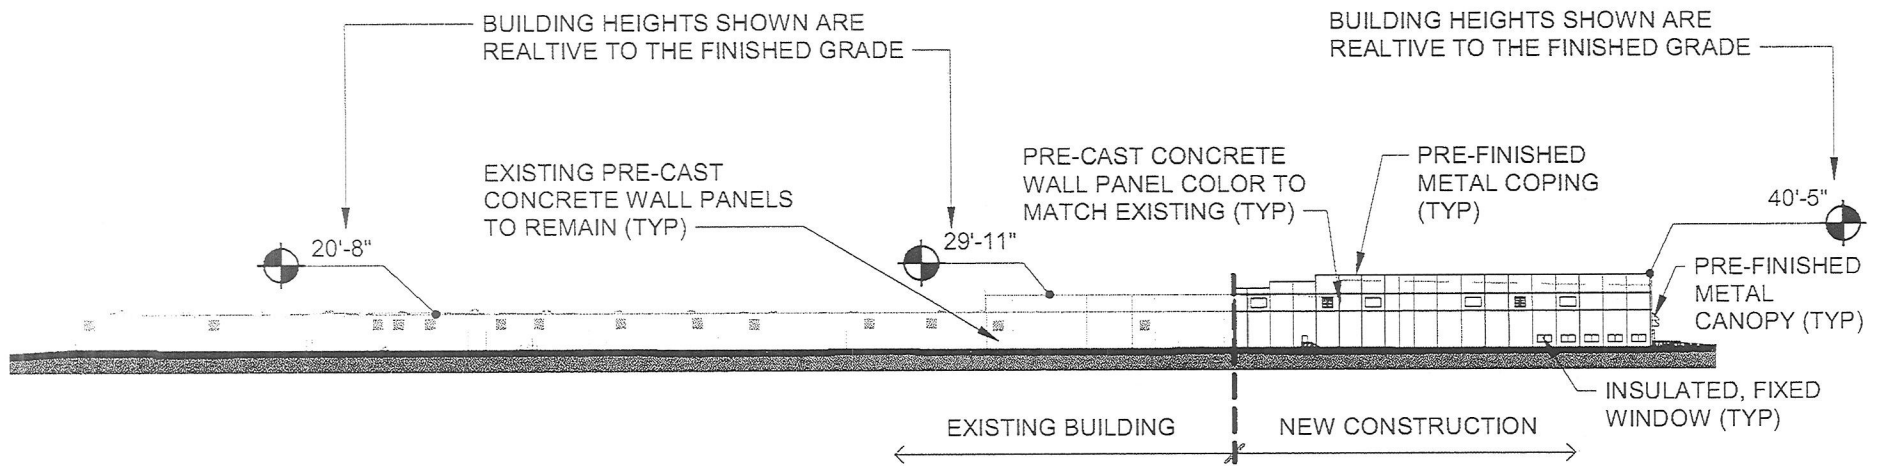 BUILDING HEIGHTS SHOWN ARE
REALTIVE TO THE FINISHED GRADE
BUILDING HEIGHTS SHOWN ARE
REALTIVE TO THE FINISHED GRADE
EXISTING PRE-CAST
CONCRETE WALL PANELS
TO REMAIN (TYP)
PRE-CAST CONCRETE
WALL PANEL COLOR TO
MATCH EXISTING (TYP)
PRE-FINISHED
METAL COPING
(TYP)
40'-5"
20'-8"
29'-11"
PRE-FINISHED
METAL
CANOPY (TYP)
INSULATED, FIXED
WINDOW (TYP)
EXISTING BUILDING
NEW CONSTRUCTION